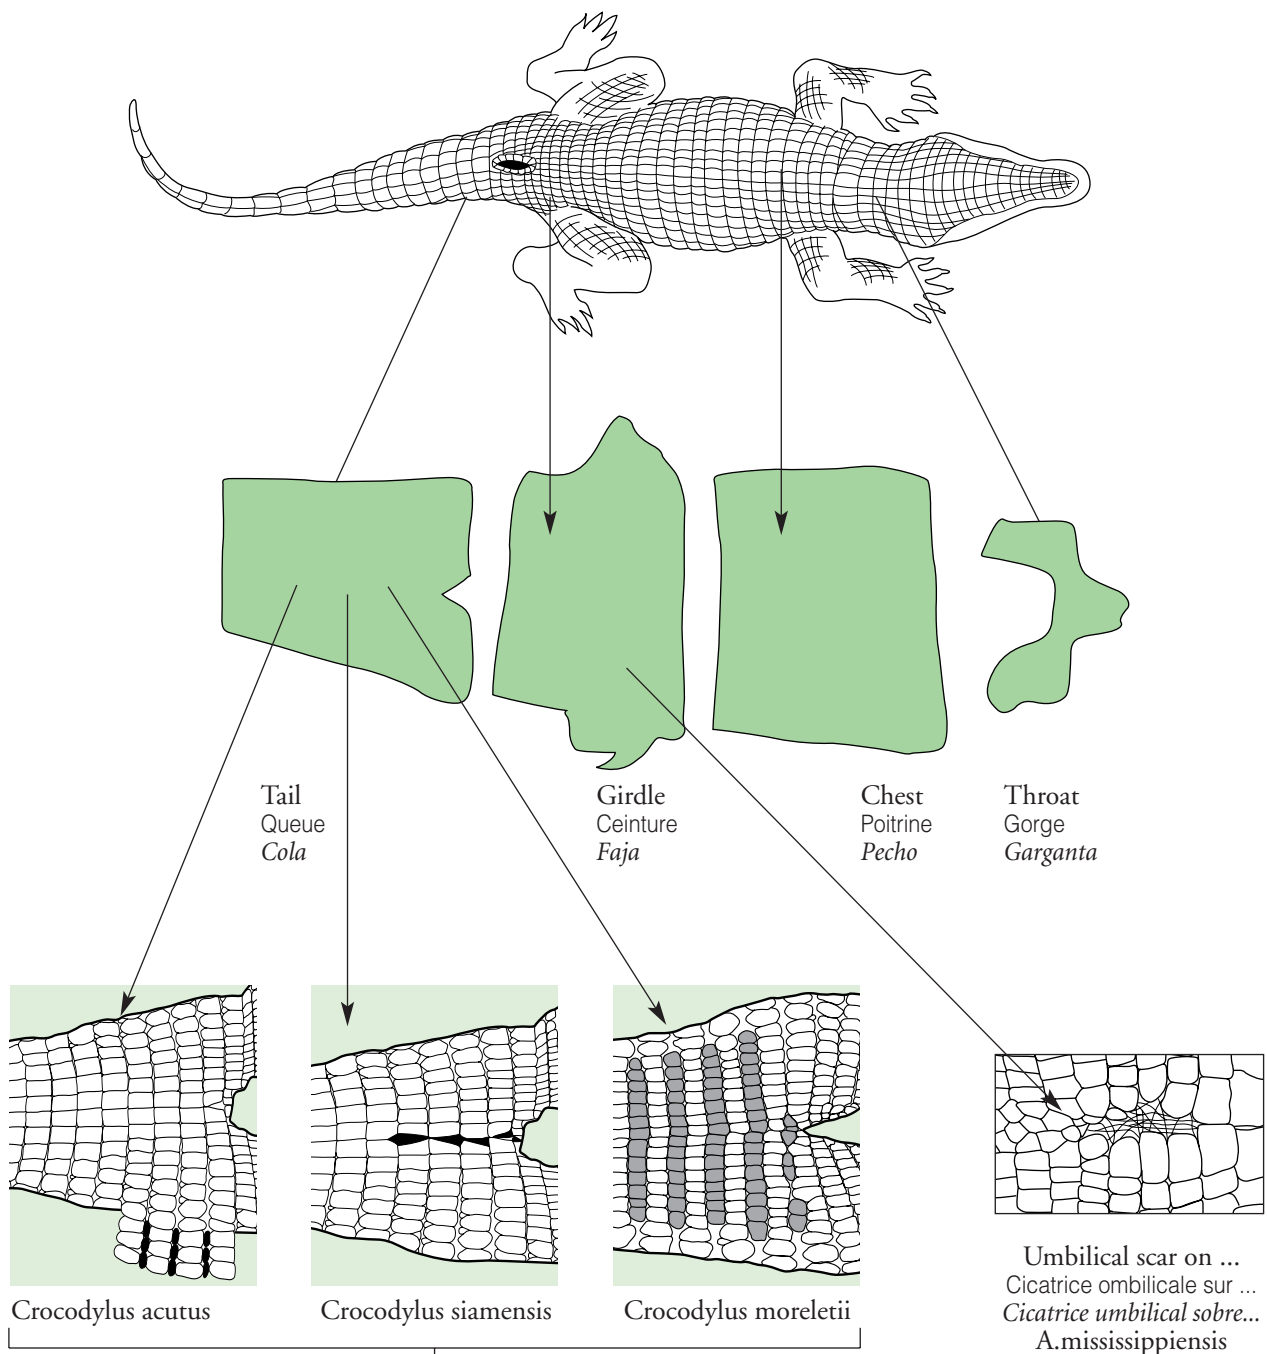 Tail
Queue
Cola
Girdle
Ceinture
Faja
Chest
Poitrine
Pecho
Throat
Gorge
Garganta
Crocodylus acutus
Crocodylus siamensis
Crocodylus moreletii
Umbilical scar on ...
Cicatrice ombilicale sur ...
Cicatrice umbilical sobre...
A.mississippiensis